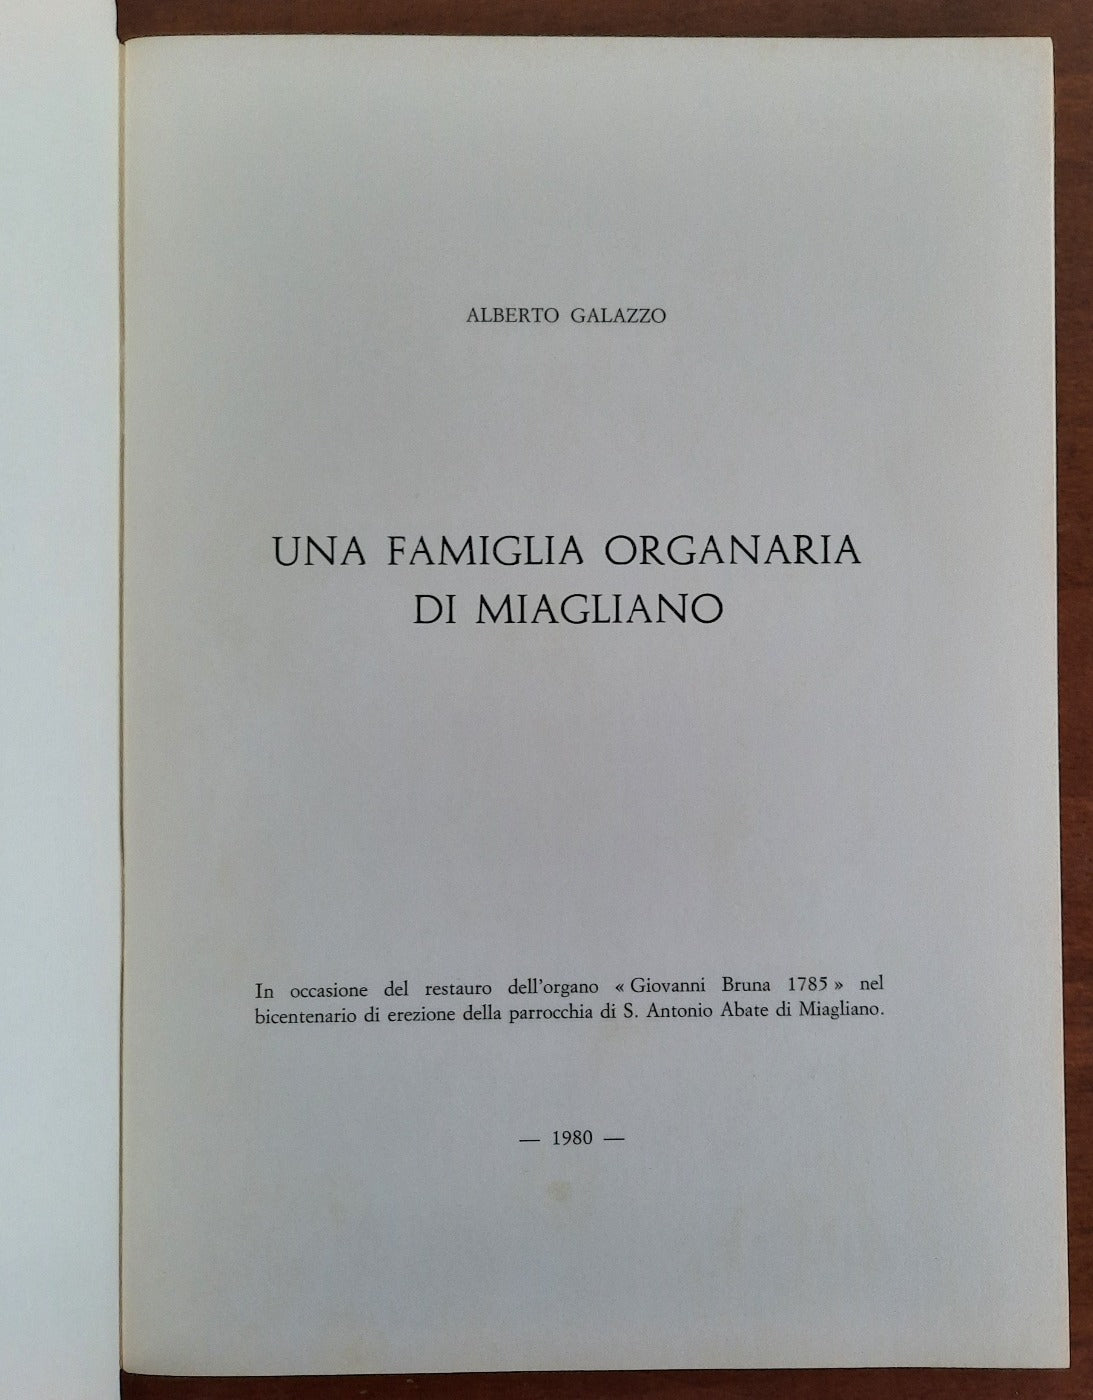 ALBERTO GALAZZO
UNA FAMIGLIA ORGANARIA
DI MIAGLIANO
In occasione del restauro dell'organo « Giovanni Bruna 1785 » nel
bicentenario di erezione della parrocchia di S. Antonio Abate di Miagliano.
— 1980 —